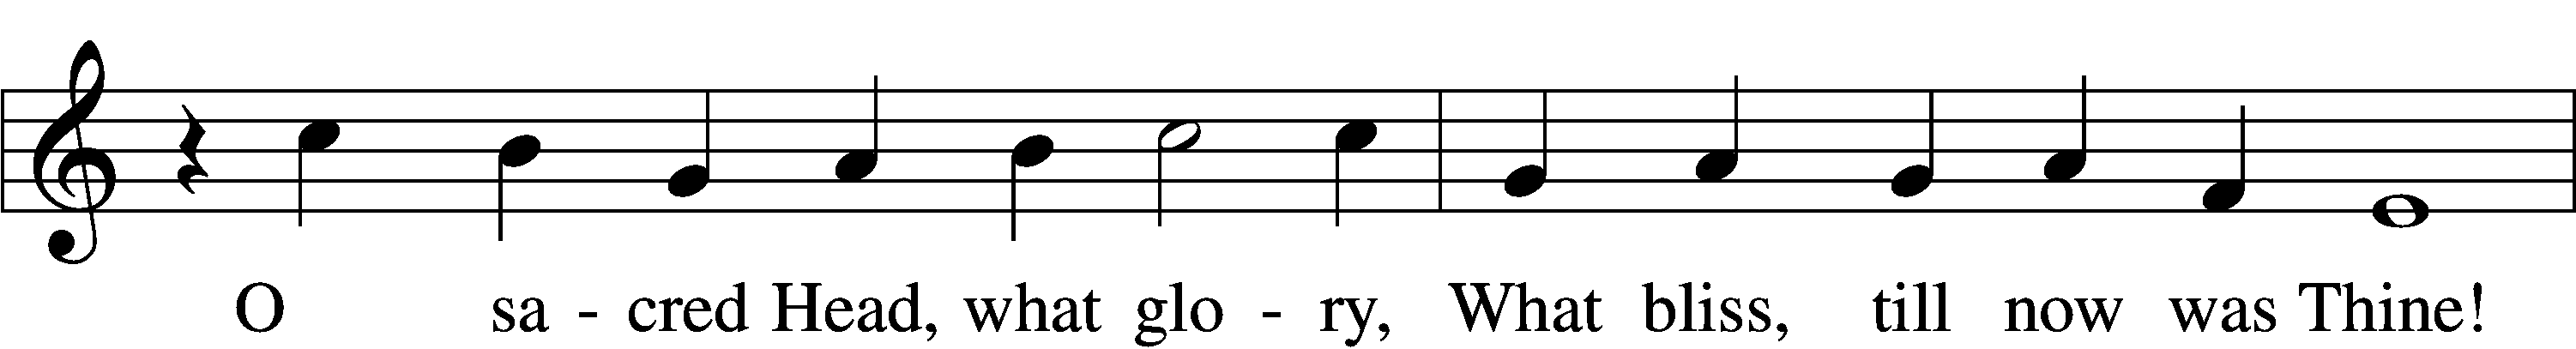 O sa - cred Head, what glo - ry, What bliss, till now was Thine!